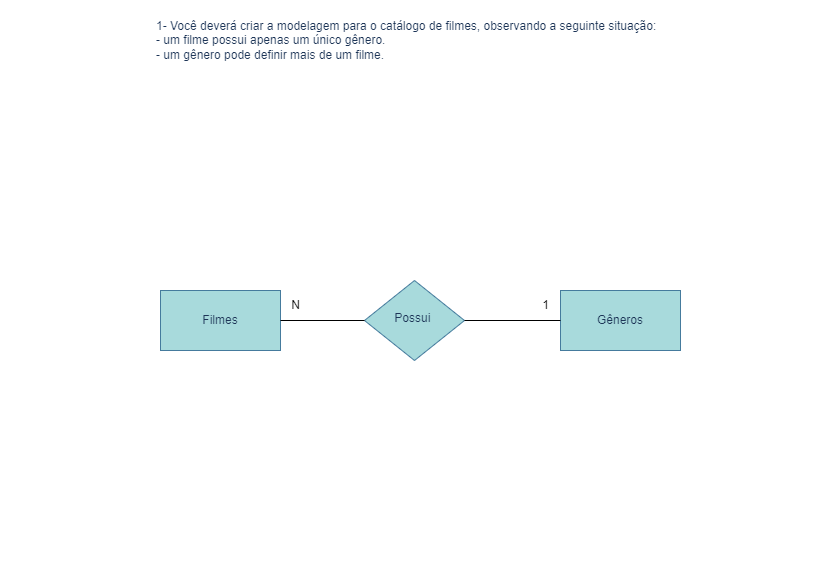 1- Você deverá criar a modelagem para o catálogo de filmes, observando a seguinte situação:
- um filme possui apenas um único gênero.
- um gênero pode definir mais de um filme.
N
1
Filmes
Possui
Gêneros